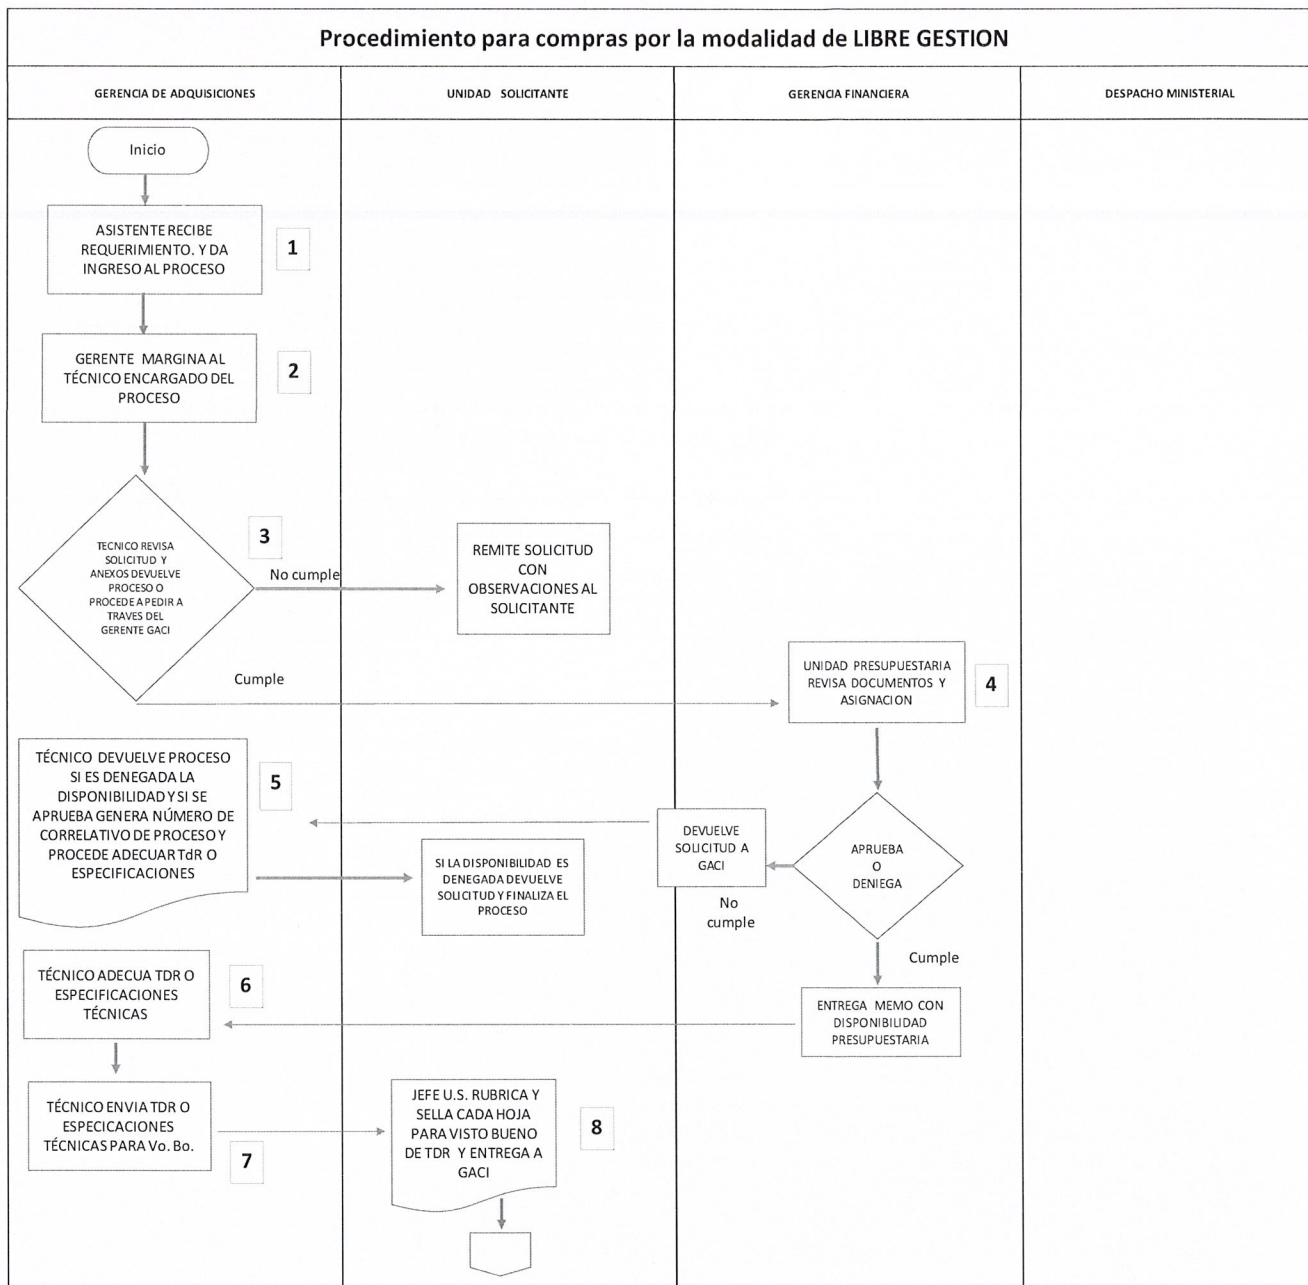 Procedimiento para compras por la modalidad de LIBRE GESTION
GERENCIA DE ADQUISICIONES
UNIDAD SOLICITANTE
GERENCIA FINANCIERA
DESPACHO MINISTERIAL
Inicio
ASISTENTE RECIBE
REQUERIMIENTO. Y DA
INGRESO AL PROCESO
1
GERENTE MARGINA AL
TÉCNICO ENCARGADO DEL
PROCESO
2
TECNICO REVISA
SOLICITUD Y
ANEXOS DEVUELVE
PROCESO O
PROCEDE A PEDIR A
TRAVES DEL
GERENTE GACI
3
No cumple
REMITE SOLICITUD
CON
OBSERVACIONES AL
SOLICITANTE
Cumple
UNIDAD PRESUPUESTARIA
REVISA DOCUMENTOS Y
ASIGNACION
4
TÉCNICO DEVUELVE PROCESO
SI ES DENEGADA LA
DISPONIBILIDAD Y SI SE
APRUEBA GENERA NÚMERO DE
CORRELATIVO DE PROCESO Y
PROCEDE ADECUAR TdR O
ESPECIFICACIONES
5
SI LA DISPONIBILIDAD ES
DENEGADA DEVUELVE
SOLICITUD Y FINALIZA EL
PROCESO
DEVUELVE
SOLICITUD A
GACI
No
cumple
APRUEBA
O
DENIEGA
Cumple
TÉCNICO ADECUA TDR O
ESPECIFICACIONES
TÉCNICAS
6
ENTREGA MEMO CON
DISPONIBILIDAD
PRESUPUESTARIA
TÉCNICO ENVIA TDR O
ESPECICACIONES
TÉCNICAS PARA Vo. Bo.
7
JEFE U.S. RUBRICA Y
SELLA CADA HOJA
PARA VISTO BUENO
DE TDR Y ENTREGA A
GACI
8